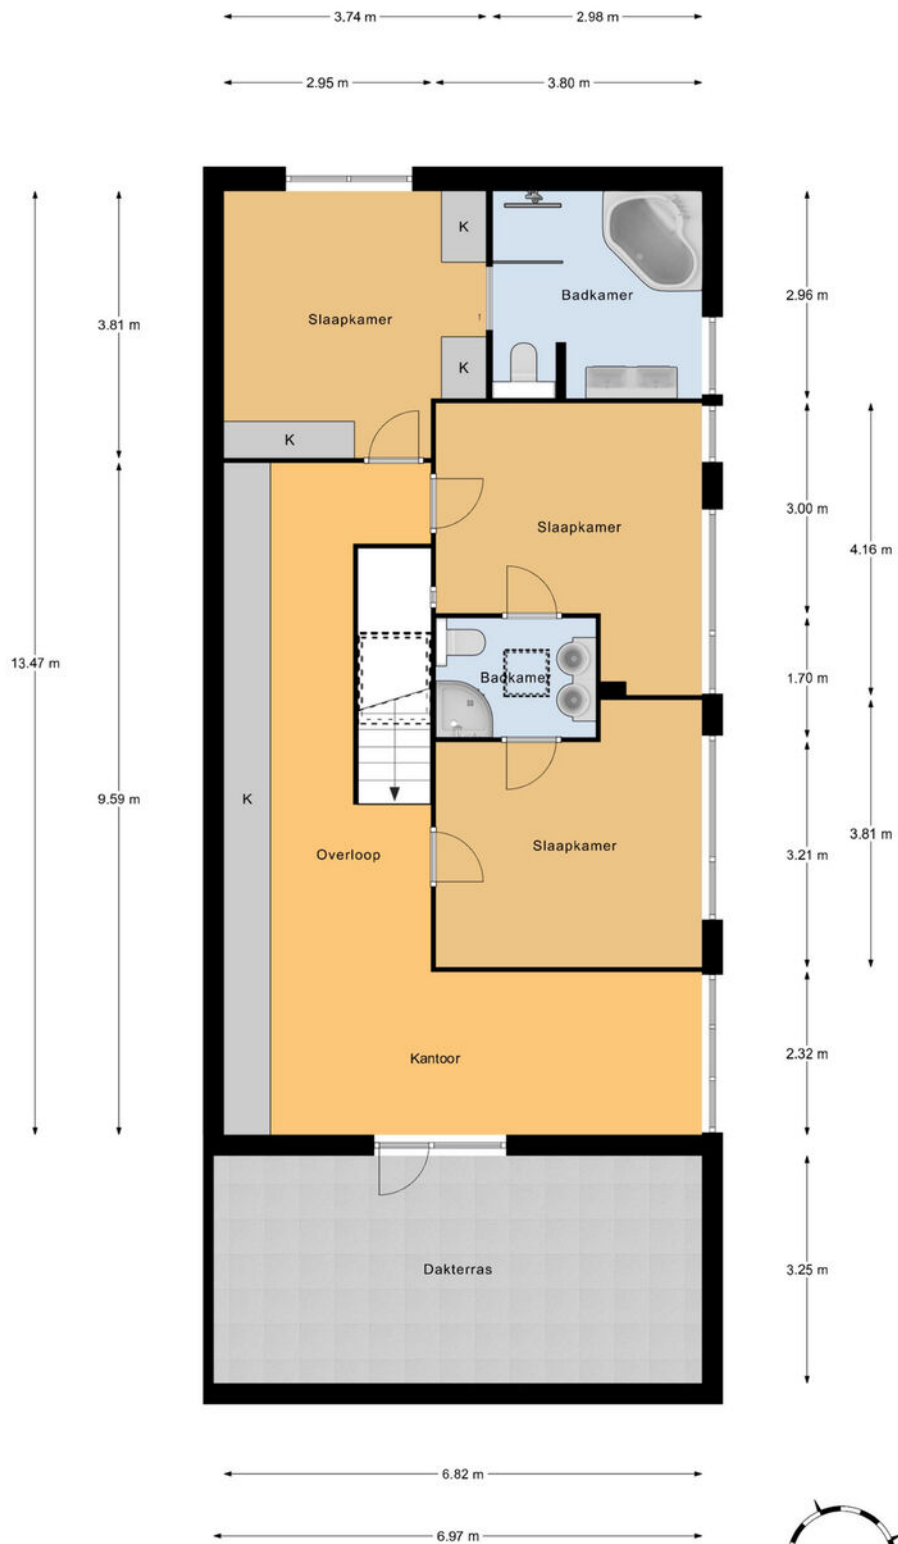 3.74 m
2.98 m
2.95 m
3.80 m
K
Slaapkamer
Badkamer
2.96 m
3.81 m
K
K
Slaapkamer
3.00 m
4.16 m
13.47 m
Badkamer
1.70 m
9.59 m
K
Overloop
Slaapkamer
3.21 m
3.81 m
Kantoor
2.32 m
Dakterras
3.25 m
6.82 m
6.97 m